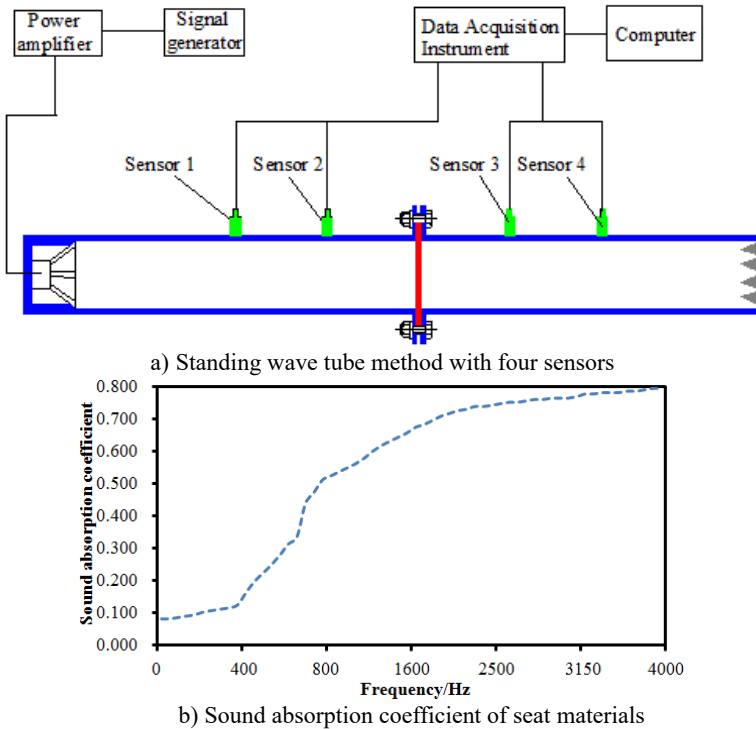 Power
amplifier
Signal
generator
Data Acquisition
Instrument
Computer
Sensor 1
Sensor 2
Sensor 3
Sensor 4
a) Standing wave tube method with four sensors
Sound absorption coefficient
0.800
0.700
0.600
0.500
0.400
0.300
0.200
0.100
0.000
0 400 800 1600 2500 3150 4000
Frequency/Hz
b) Sound absorption coefficient of seat materials